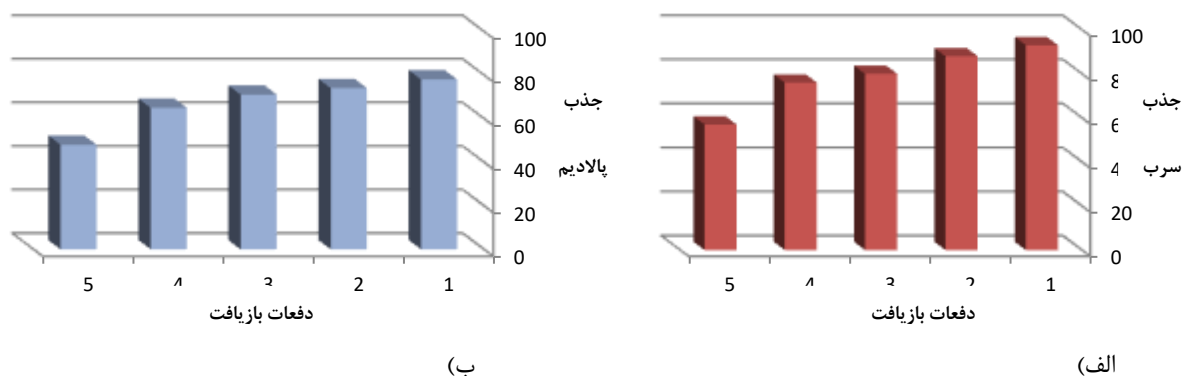 100
جذب
سرب
20
0
5 1
دفعات بازیافت
الف)
100
80
جذب
60
40
پالادیم
20
0
5 2 1
دفعات بازیافت
ب)